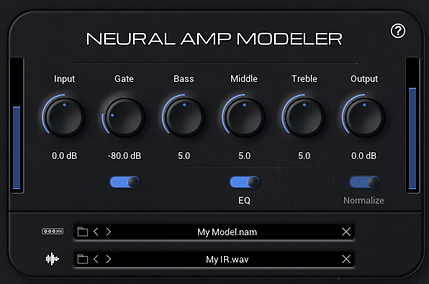 NEURAL AMP MODELER
?
Input Gate Bass Middle Treble Output
0.0 dB -80.0 dB 5.0 5.0 5.0 0.0 dB
EQ Normalize
My Model.nam
My IR.wav